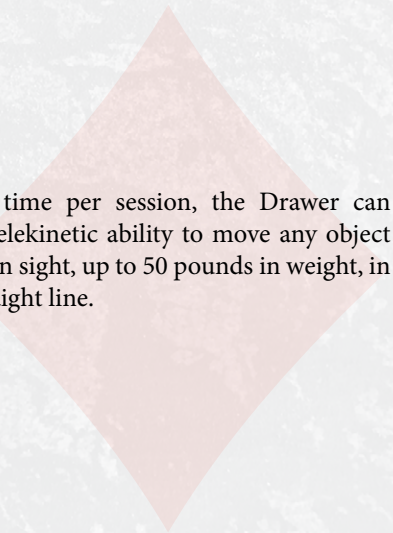 time per session, the Drawer can
elekinetic ability to move any object
n sight, up to 50 pounds in weight, in
ight line.